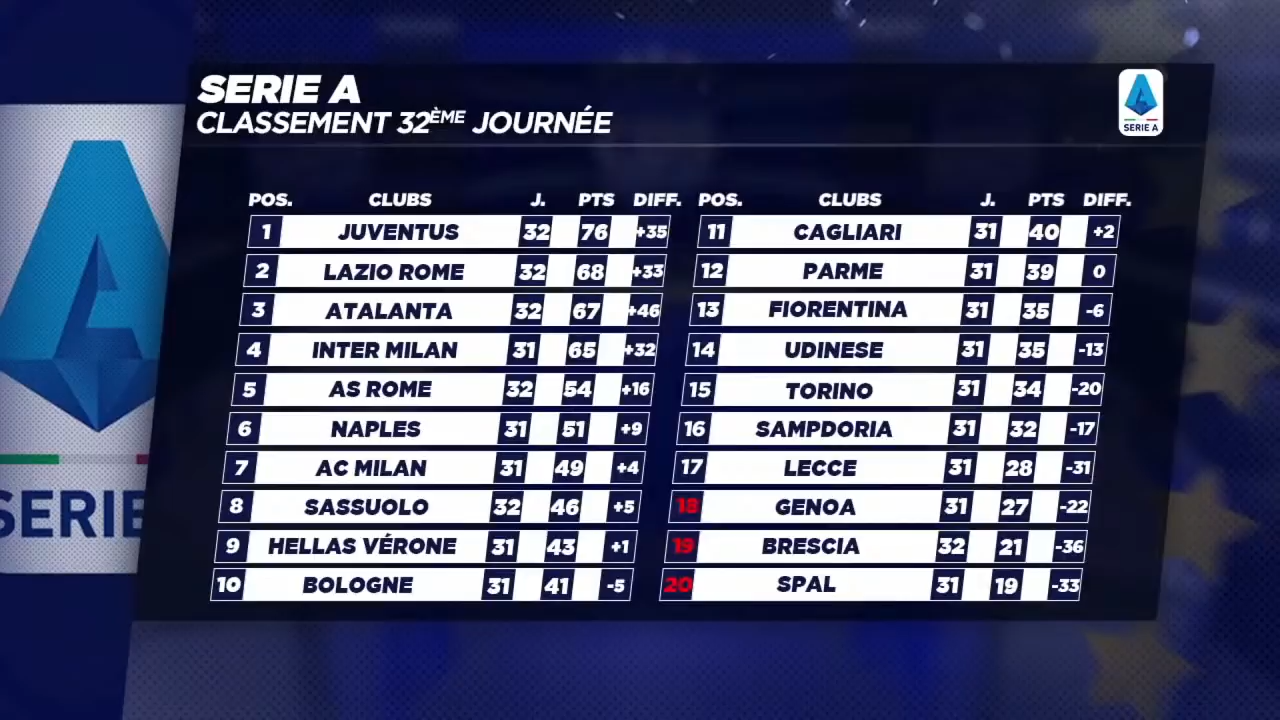 SERIE A
CLASSEMENT 32ÈME JOURNÉE
SERIE A
SERIE
POS. CLUBS J. PTS DIFF. POS. CLUBS J. PTS DIFF.
1 JUVENTUS 32 76 +35 11 CAGLIARI 31 40 +2
2 LAZIO ROME 32 68 +33 12 PARME 31 39 0
3 ATALANTA 32 67 +46 13 FIORENTINA 31 35 -6
4 INTER MILAN 31 65 +32 14 UDINESE 31 35 -13
5 AS ROME 32 54 +16 15 TORINO 31 34 -20
6 NAPLES 31 51 +9 16 SAMPDORIA 31 32 -17
7 AC MILAN 31 49 +4 17 LECCE 31 28 -31
8 SASSUOLO 32 46 +5 18 GENOA 31 27 -22
9 HELLAS VÉRONE 31 43 +1 19 BRESCIA 32 21 -36
10 BOLOGNE 31 41 -5 20 SPAL 31 19 -33